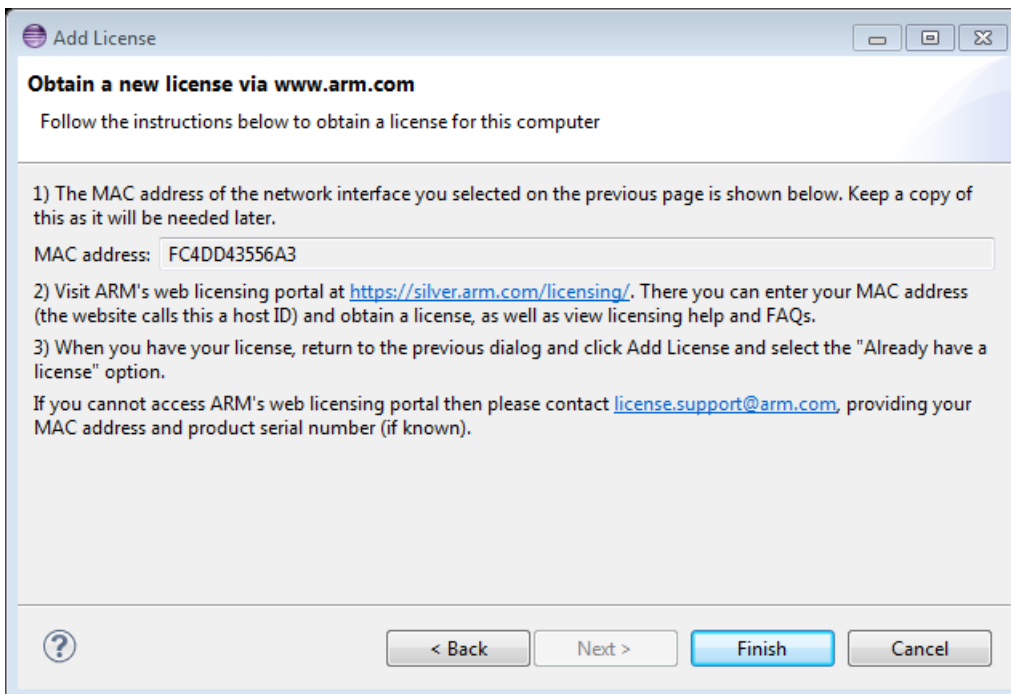 Add License
Obtain a new license via www.arm.com
Follow the instructions below to obtain a license for this computer
1) The MAC address of the network interface you selected on the previous page is shown below. Keep a copy of
this as it will be needed later.
MAC address: FC4DD43556A3
2) Visit ARM's web licensing portal at https://silver.arm.com/licensing/. There you can enter your MAC address
(the website calls this a host ID) and obtain a license, as well as view licensing help and FAQs.
3) When you have your license, return to the previous dialog and click Add License and select the "Already have a
license" option.
If you cannot access ARM's web licensing portal then please contact license.support@arm.com, providing your
MAC address and product serial number (if known).
? < Back Next > Finish Cancel